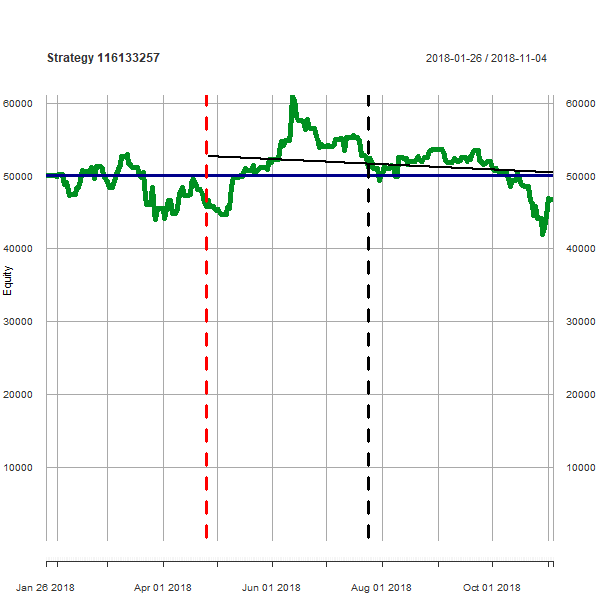 Strategy 116133257
2018-01-26 / 2018-11-04
60000
60000
50000
50000
40000
40000
Equity
30000
30000
20000
20000
10000
10000
Jan 26 2018
Apr 01 2018
Jun 01 2018
Aug 01 2018
Oct 01 2018